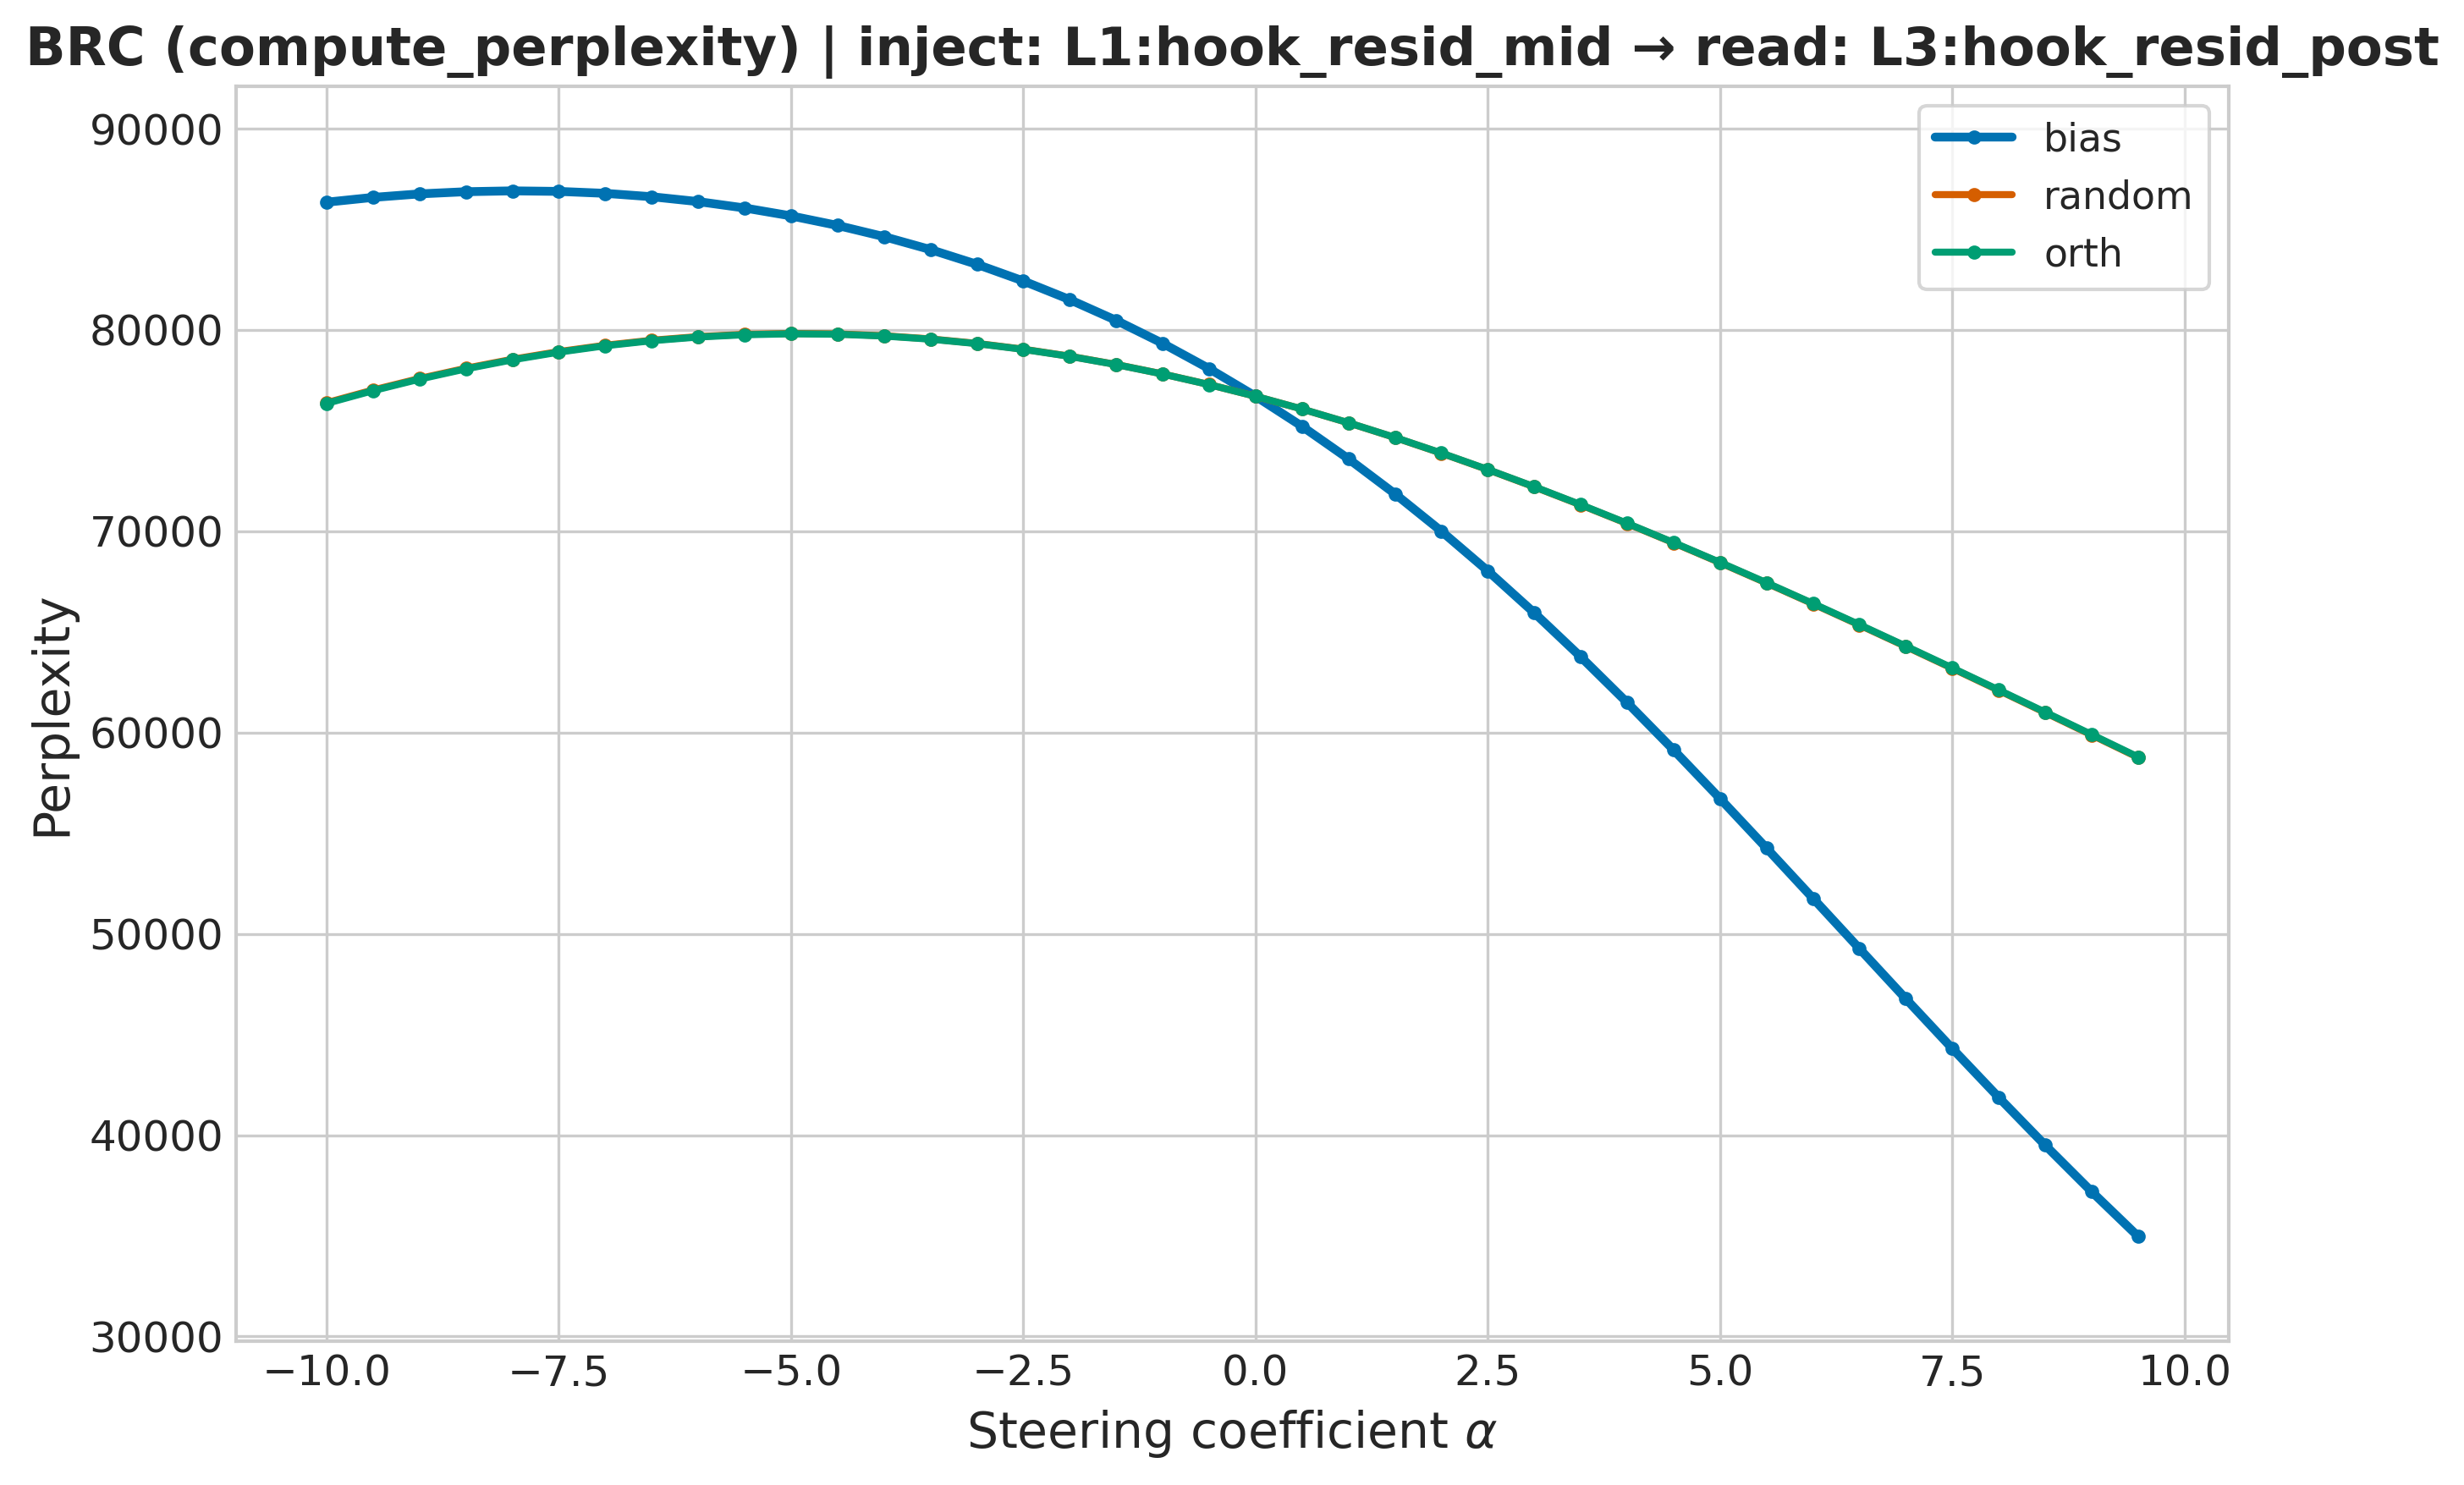 BRC (compute_perplexity) | inject: L1:hook_resid_mid → read: L3:hook_resid_post
90000
80000
70000
60000
50000
40000
30000
Perplexity
bias
random
orth
−10.0 −7.5 −5.0 −2.5 0.0 2.5 5.0 7.5 10.0
Steering coefficient α